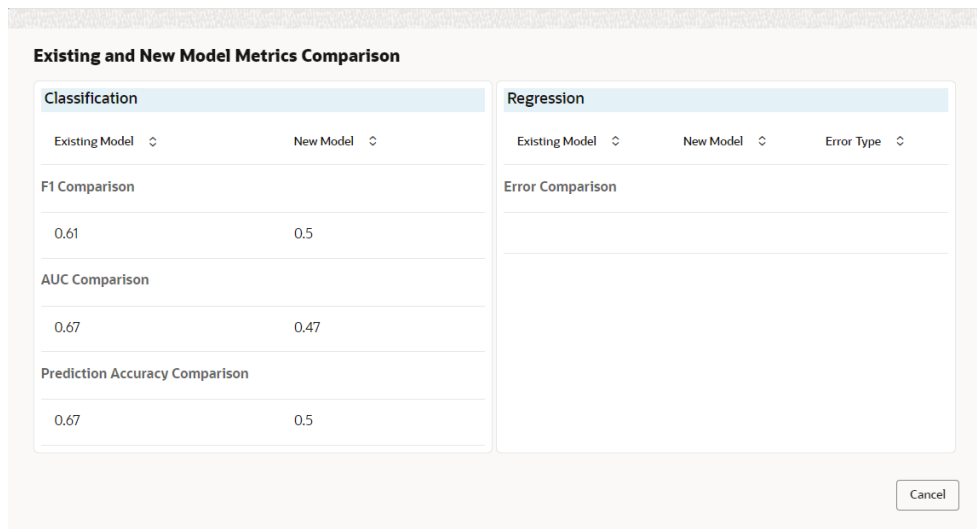 Existing and New Model Metrics Comparison
Classification
Existing Model New Model
F1 Comparison
0.61 0.5
AUC Comparison
0.67 0.47
Prediction Accuracy Comparison
0.67 0.5
Regression
Existing Model New Model Error Type
Error Comparison
Cancel